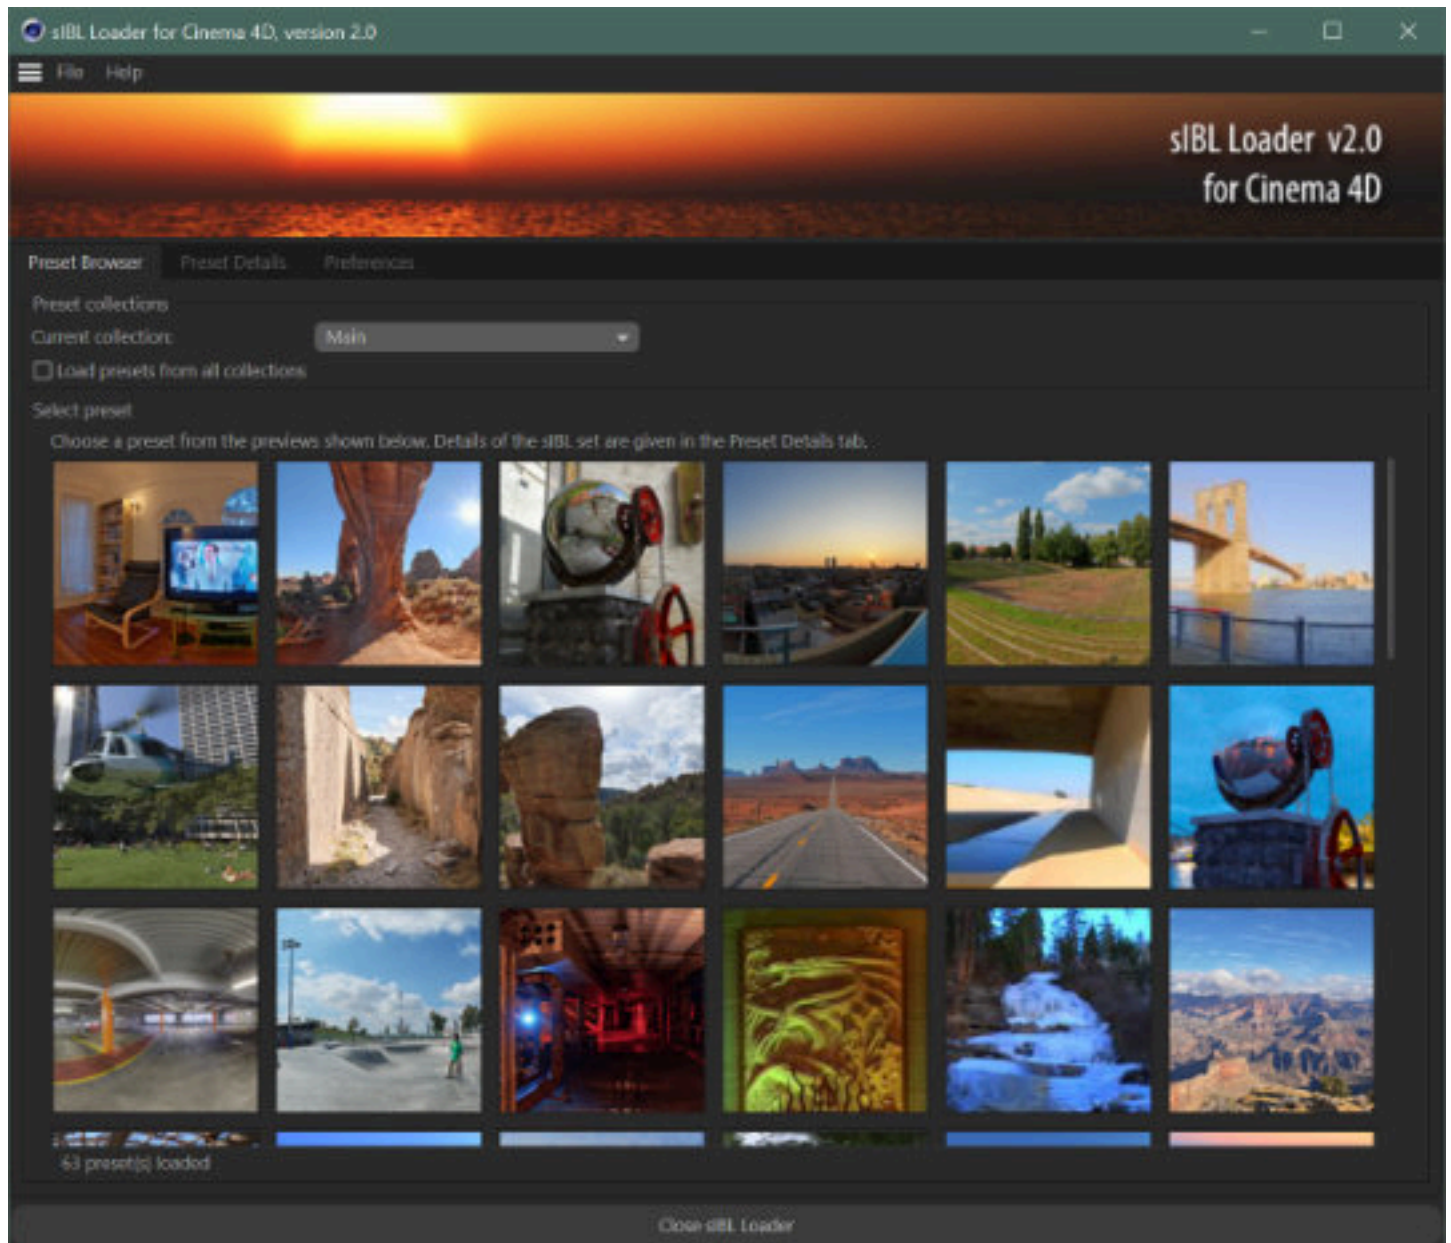 sIBL Loader for Cinema 4D, version 2.0
File Help
sIBL Loader v2.0
for Cinema 4D
Preset Browser Preset Details Preferences
Preset collections
Current collection: Main
Load presets from all collections
Select preset
Choose a preset from the previews shown below. Details of the sIBL set are given in the Preset Details tab.
63 preset(s) loaded
Close sIBL Loader